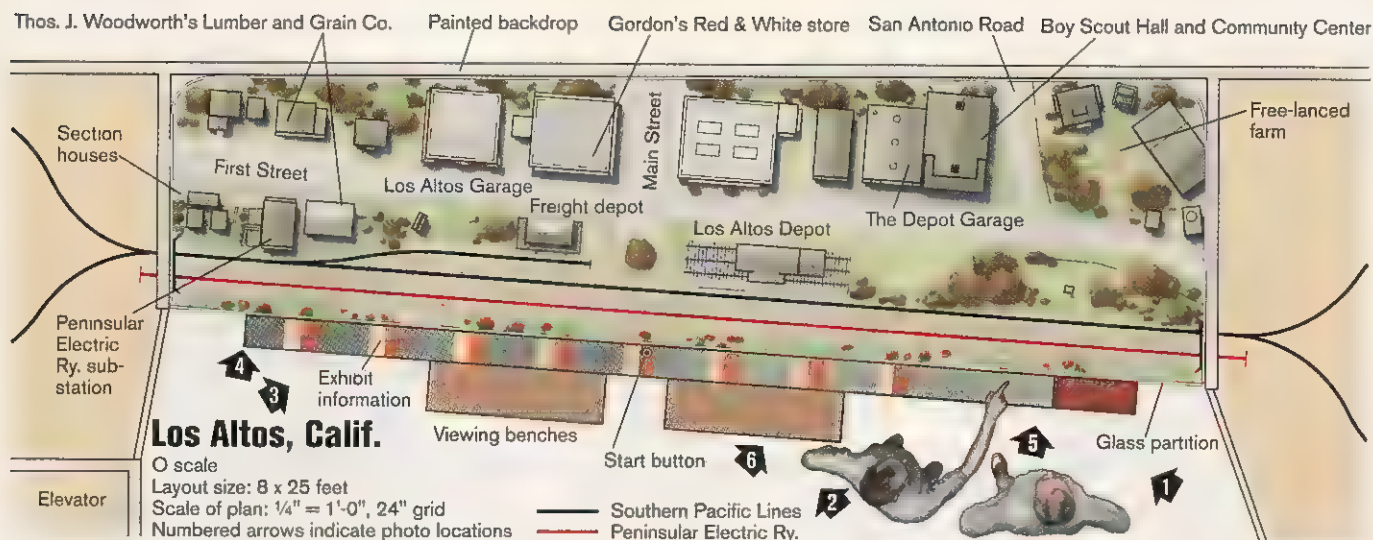 Thos. J. Woodworth's Lumber and Grain Co.
Painted backdrop
Gordon's Red & White store
San Antonio Road
Boy Scout Hall and Community Center
Section
houses
First Street
Los Altos Garage
Freight depot
Main Street
Los Altos Depot
The Depot Garage
Free-lanced
farm
Peninsular
Electric
Ry. sub-
station
4
3
Exhibit
information
Viewing benches
Start button
6
2
5
1
Glass partition
Los Altos, Calif.
O scale
Layout size: 8 x 25 feet
Scale of plan: 1/4" = 1'-0", 24" grid
Numbered arrows indicate photo locations
Elevator
Southern Pacific Lines
Peninsular Electric Ry.